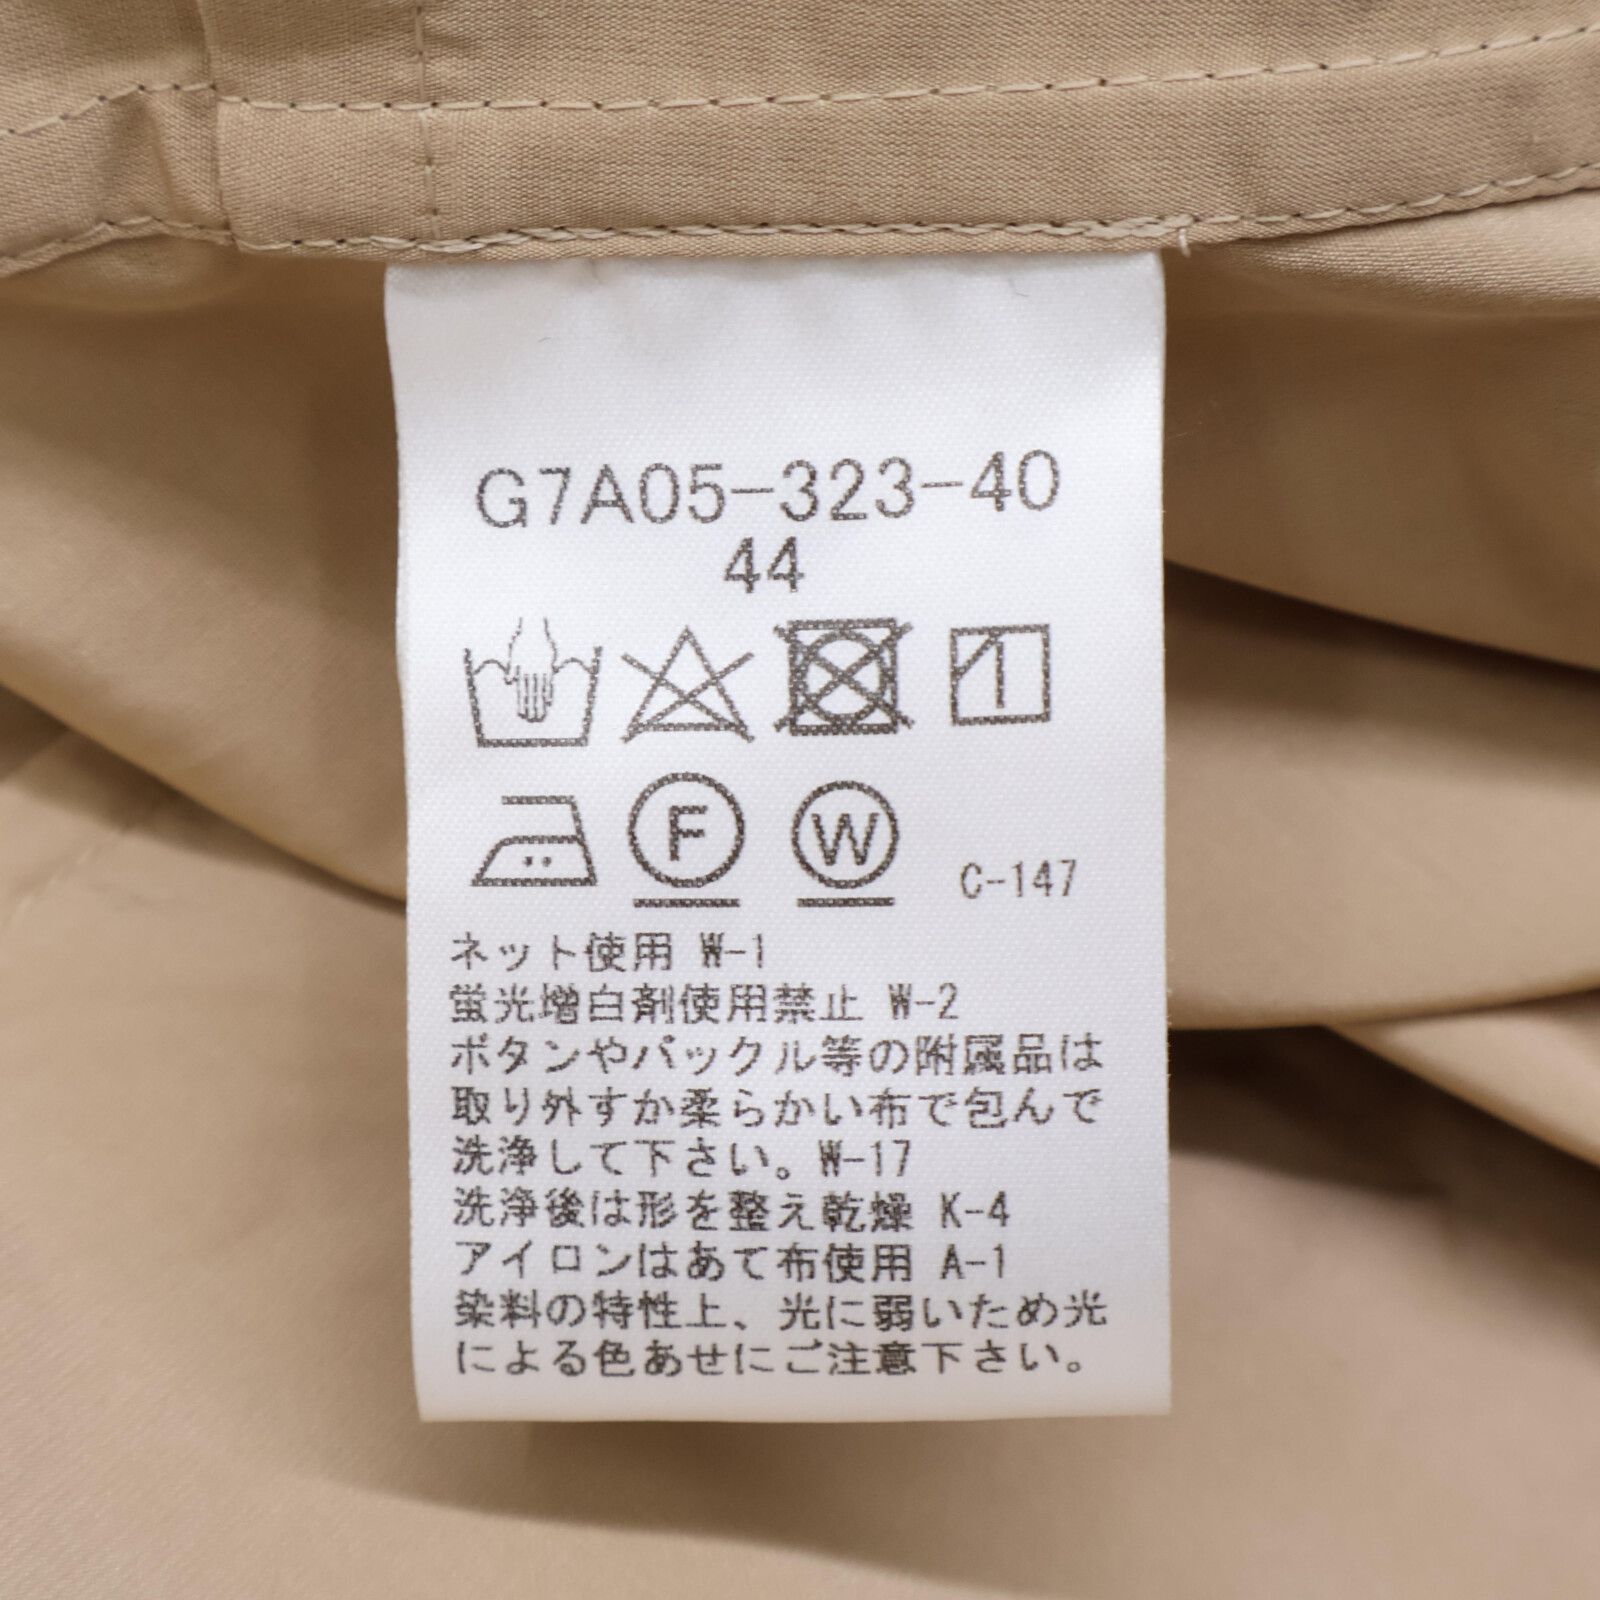 G7A05-323-40
44
F W C-147
ネット使用 W-1
蛍光増白剤使用禁止 W-2
ボタンやバックル等の附属品は
取り外すか柔らかい布で包んで
洗浄して下さい。W-17
洗浄後は形を整え乾燥 K-4
アイロンはあて布使用 A-1
染料の特性上、光に弱いため光
による色あせにご注意下さい。